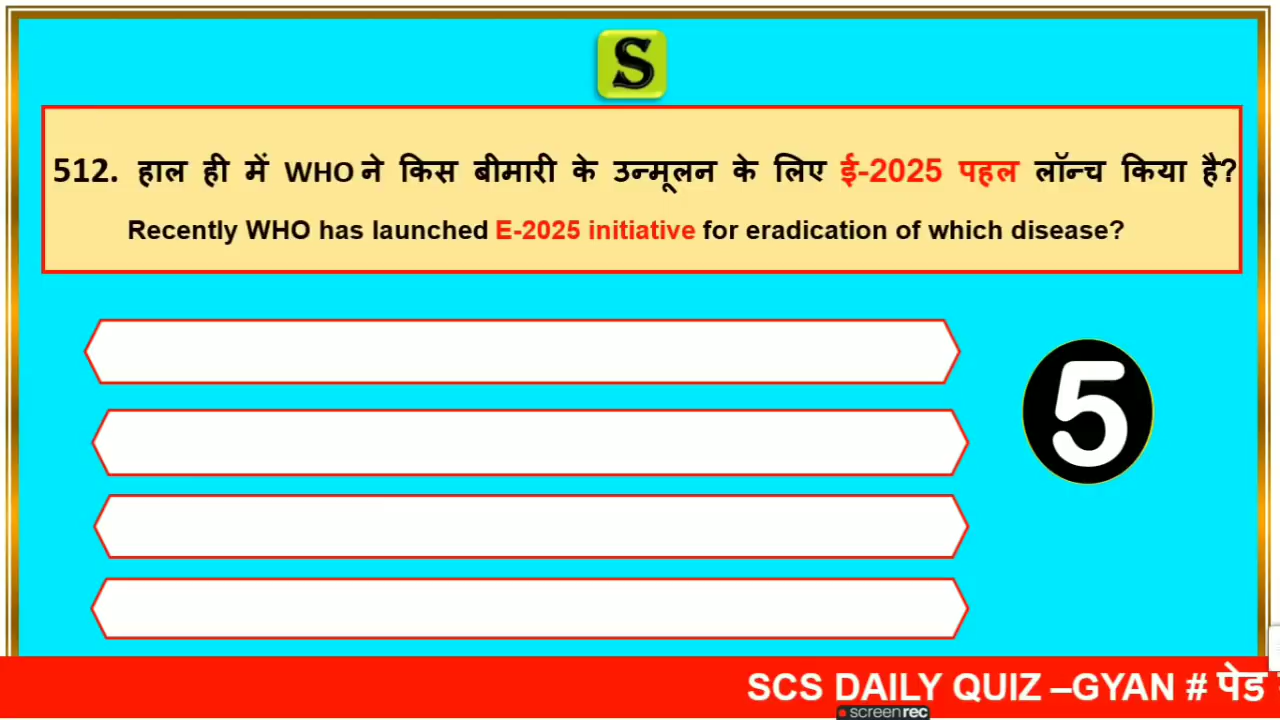 S
512. हाल ही में WHO ने किस बीमारी के उन्मूलन के लिए ई-2025 पहल लॉन्च किया है?
Recently WHO has launched E-2025 initiative for eradication of which disease?
5
SCS DAILY QUIZ –GYAN # पेड
screenrec